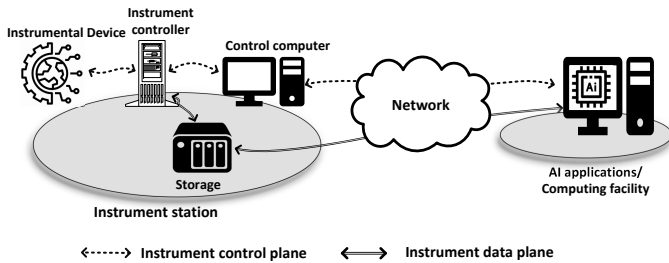 Instrument
controller
Instrumental Device
Control computer
Network
Ai
Storage
AI applications/
Computing facility
Instrument station
Instrument control plane
Instrument data plane